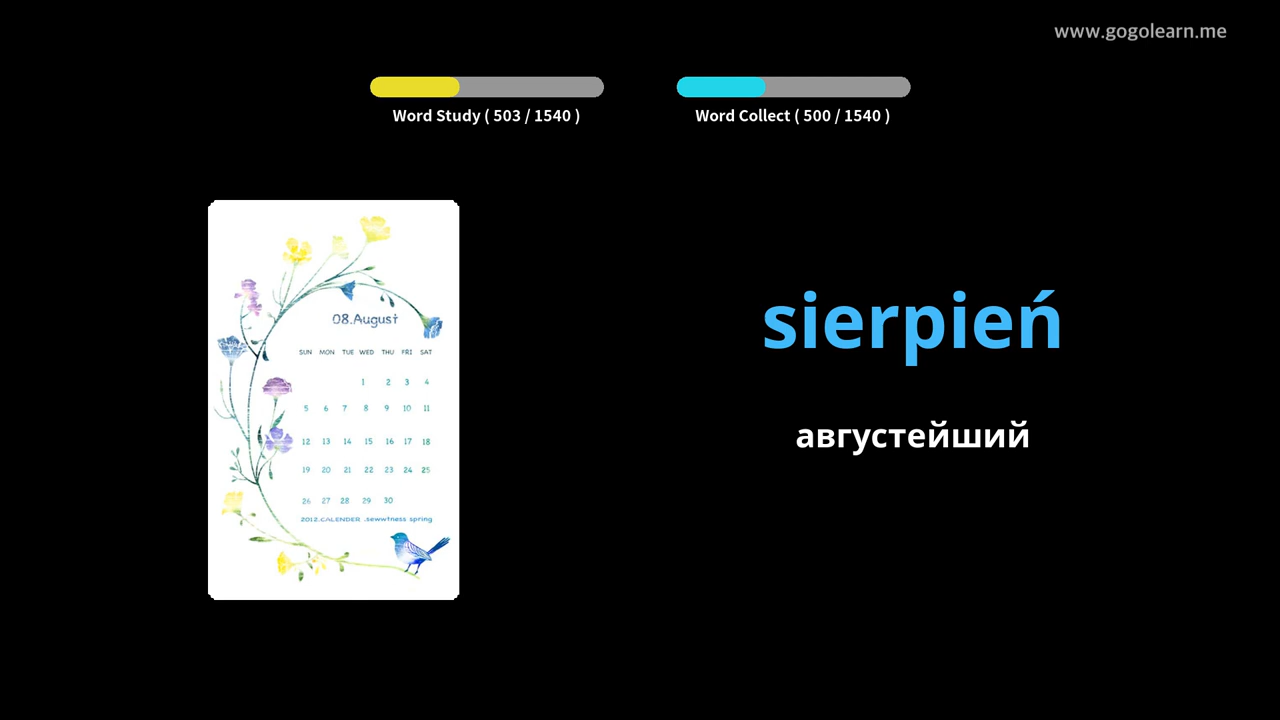 www.gogolearn.me
Word Study ( 503 / 1540 )
Word Collect ( 500 / 1540 )
08.August
SUN MON TUE WED THU FRI SAT
1 2 3 4
5 6 7 8 9 10 11
12 13 14 15 16 17 18
19 20 21 22 23 24 25
26 27 28 29 30
2012.CALENDER .sewwtness spring
sierpień
августейший